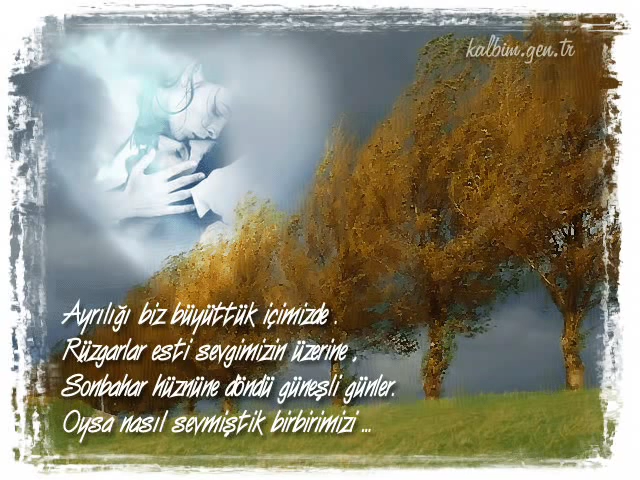 kalbim.gen.tr
Ayrılığı biz büyüttük içimizde .
Rüzgarlar esti sevgimizin üzerine ,
Sonbahar hüznüne döndü güneşli günler.
Oysa nasıl sevmiştik birbirimizi ...